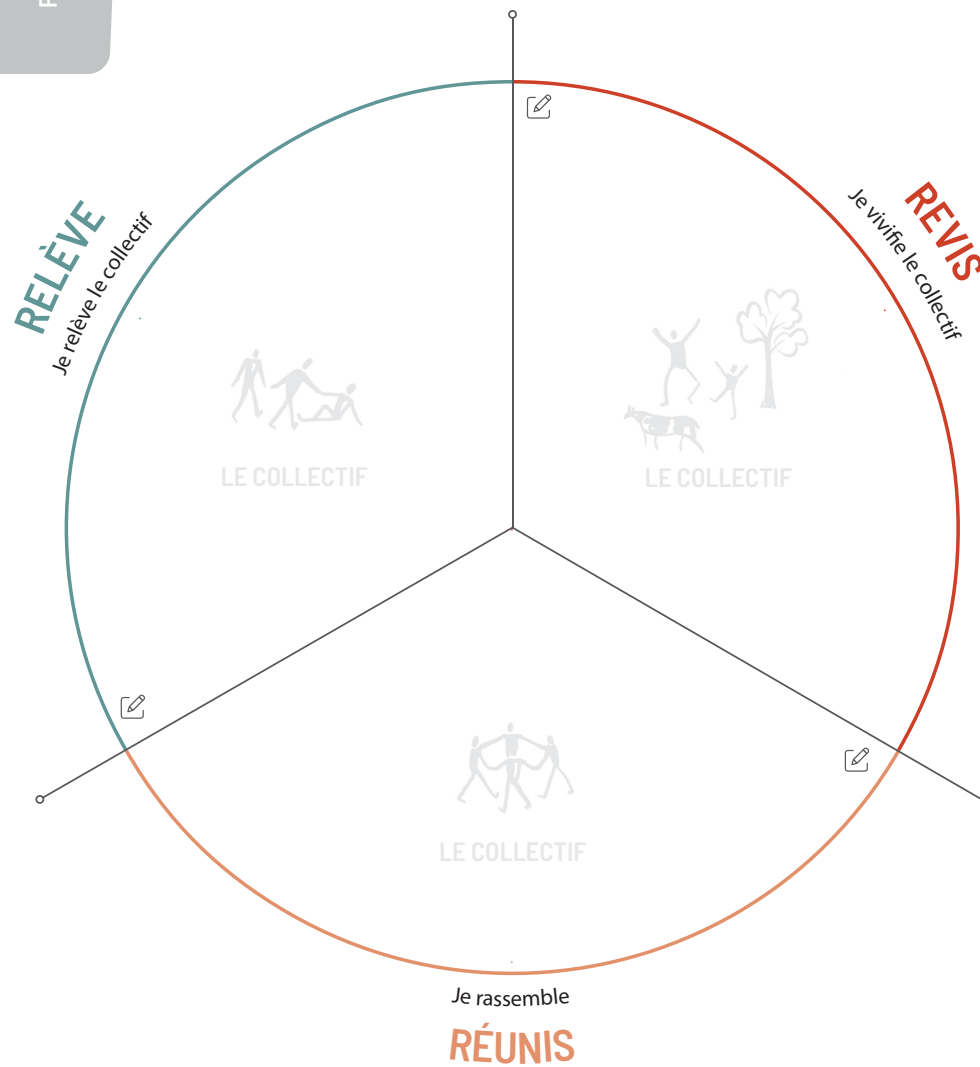 RELÈVE
Je relève le collectif
REVIS
Je vivifie le collectif
LE COLLECTIF
LE COLLECTIF
LE COLLECTIF
Je rassemble
RÉUNIS